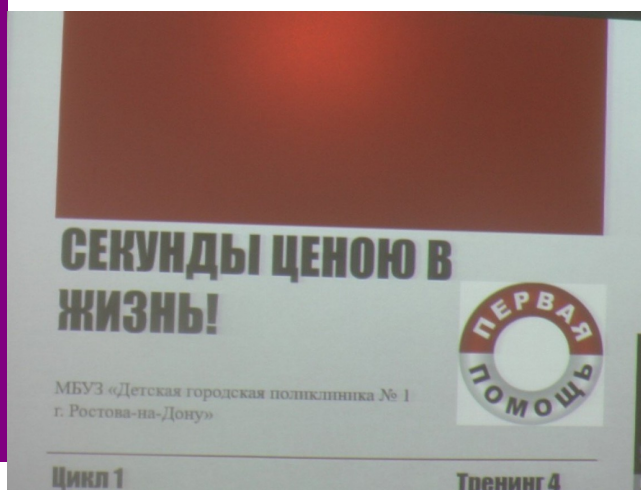 СЕКУНДЫ ЦЕНОЮ В
ЖИЗНЬ!
ПЕРВАЯ
ПОМОЩЬ
МБУЗ «Детская городская поликлиника № 1
г. Ростова-на-Дону»
Цикл 1
Тренинг 4